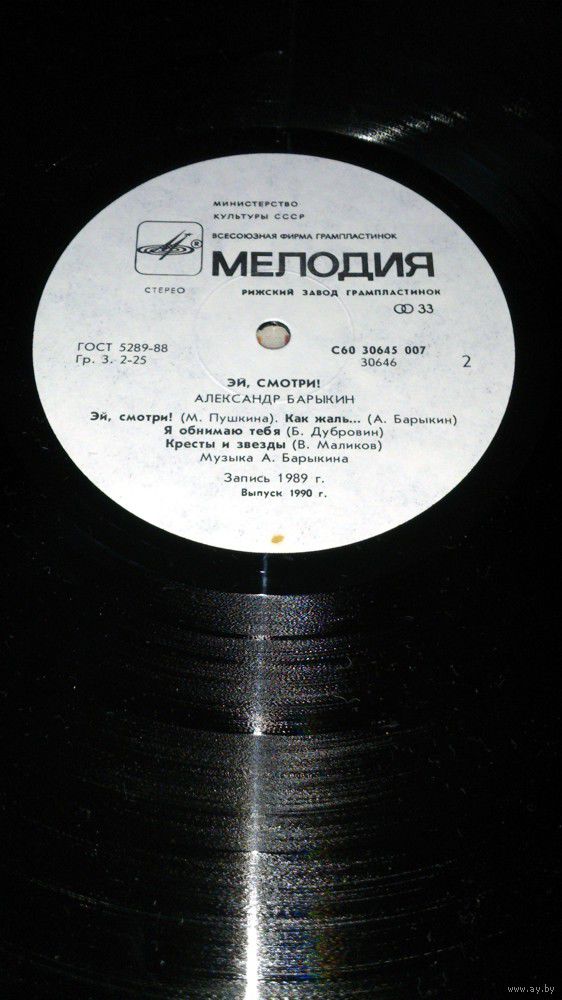 МИНИСТЕРСТВО
КУЛЬТУРЫ СССР
ВСЕСОЮЗНАЯ ФИРМА ГРАМПЛАСТИНОК
® МЕЛОДИЯ
СТЕРЕО
РИЖСКИЙ ЗАВОД ГРАМПЛАСТИНОК
33
ГОСТ 5289-88
Гр. 3. 2-25
С60 30645 007
30646
2
ЭЙ, СМОТРИ!
АЛЕКСАНДР БАРЫКИН
Эй, смотри! (М. Пушкина). Как жаль... (А. Барыкин)
Я обнимаю тебя (Б. Дубровин)
Кресты и звезды (В. Маликов)
Музыка А. Барыкина
Запись 1989 г.
Выпуск 1990 г.
www.ay.by